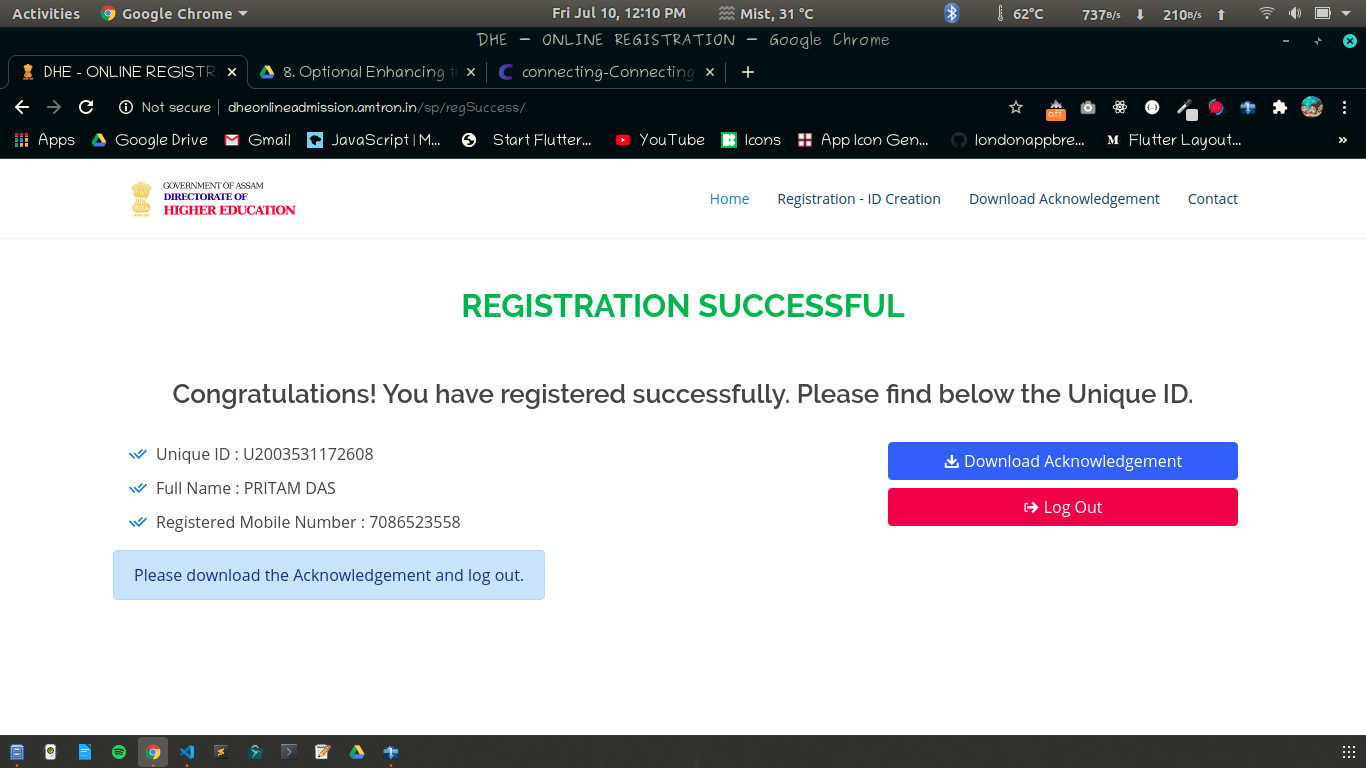 Activities Google Chrome Fri Jul 10, 12:10 PM Mist, 31 °C 62°C 737B/s 210B/s
DHE – ONLINE REGISTRATION – Google Chrome
DHE - ONLINE REGISTR 8. Optional Enhancing connecting-Connecting
Not secure dheonlineadmission.amtron.in/sp/regSuccess/ off
Apps Google Drive Gmail JavaScript | M... Start Flutter... YouTube Icons App Icon Gen... londonappbre... Flutter Layout... »
GOVERNMENT OF ASSAM
DIRECTORATE OF
HIGHER EDUCATION
Home Registration - ID Creation Download Acknowledgement Contact
REGISTRATION SUCCESSFUL
Congratulations! You have registered successfully. Please find below the Unique ID.
Unique ID : U2003531172608
Full Name : PRITAM DAS
Registered Mobile Number : 7086523558
Please download the Acknowledgement and log out.
Download Acknowledgement
Log Out